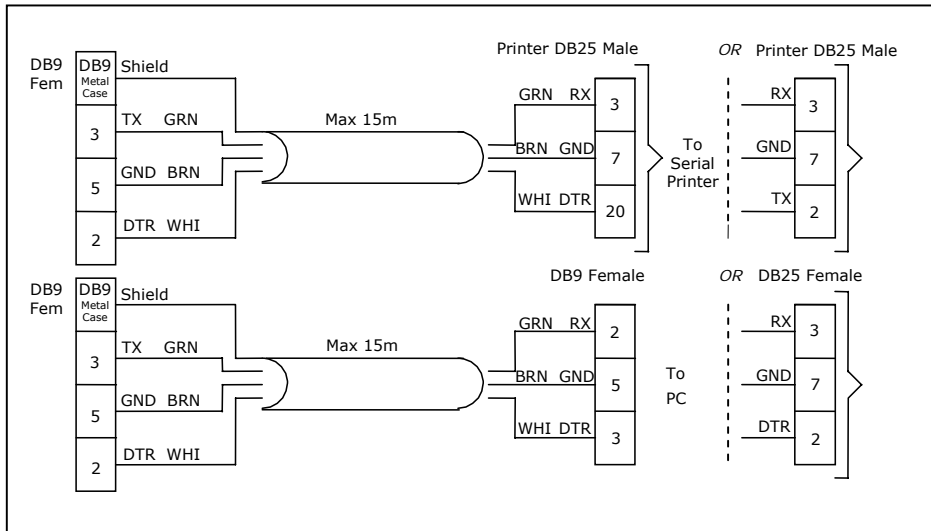 Printer DB25 Male
OR Printer DB25 Male
DB9 Fem
DB9 Metal Case
Shield
3
TX GRN
5
GND BRN
2
DTR WHI
Max 15m
GRN RX
3
BRN GND
7
WHI DTR
20
To Serial Printer
RX
3
GND
7
TX
2
DB9 Female
OR DB25 Female
DB9 Fem
DB9 Metal Case
Shield
3
TX GRN
5
GND BRN
2
DTR WHI
Max 15m
GRN RX
2
BRN GND
5
WHI DTR
3
To PC
RX
3
GND
7
DTR
2